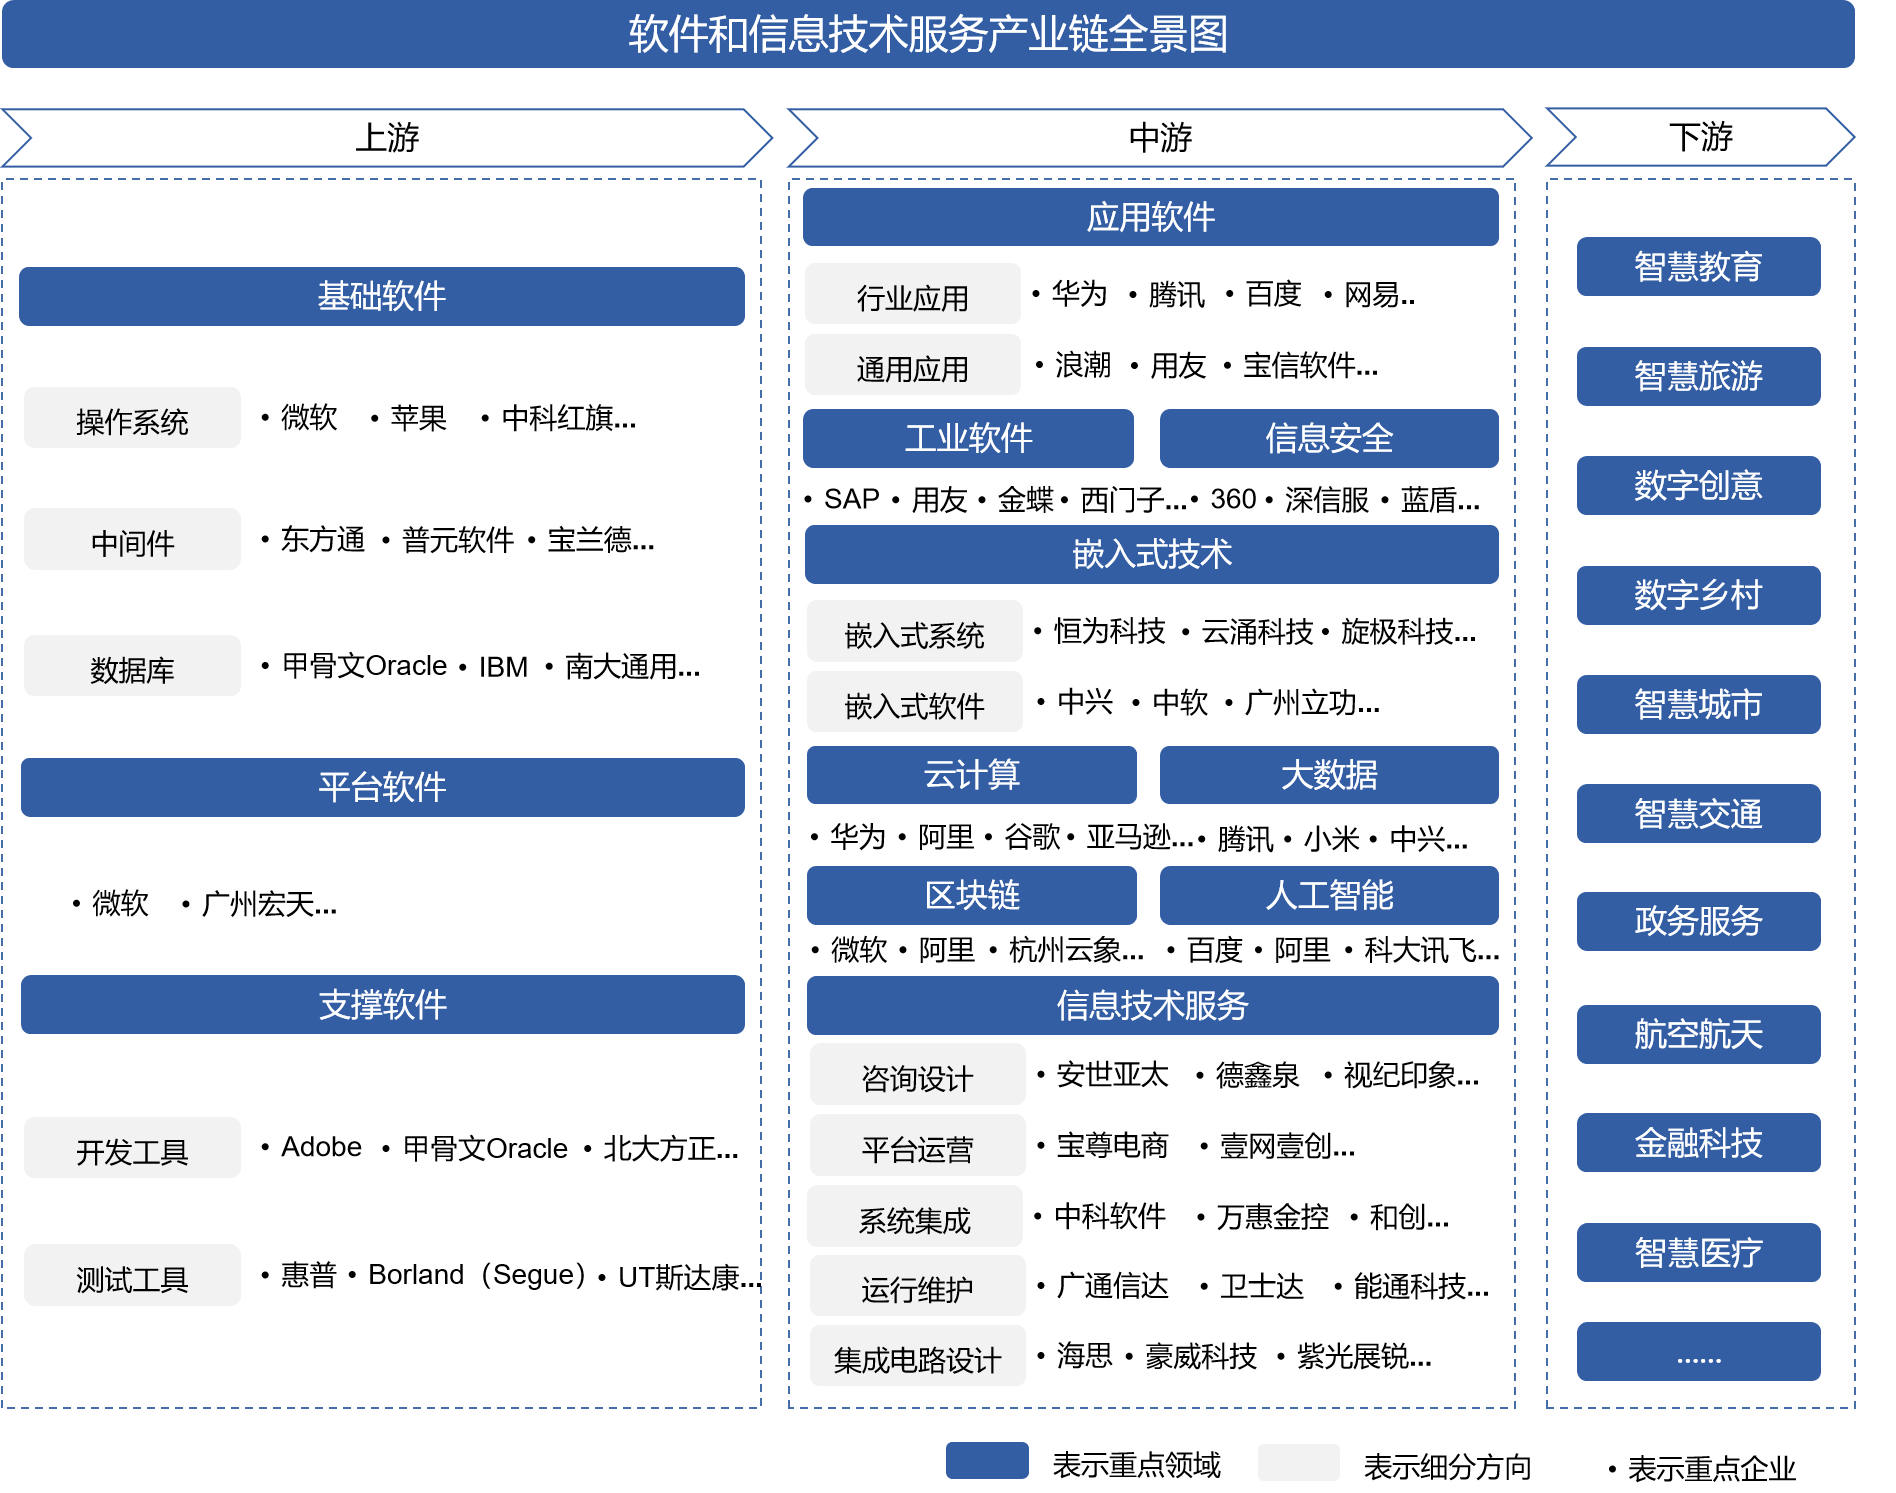 软件和信息技术服务产业链全景图
上游
基础软件
操作系统
• 微软 • 苹果 • 中科红旗...
中间件
• 东方通 • 普元软件 • 宝兰德...
数据库
• 甲骨文Oracle • IBM • 南大通用...
平台软件
• 微软 • 广州宏天...
支撑软件
开发工具
• Adobe • 甲骨文Oracle • 北大方正...
测试工具
• 惠普 • Borland（Segue） • UT斯达康...
中游
应用软件
行业应用
• 华为 • 腾讯 • 百度 • 网易..
通用应用
• 浪潮 • 用友 • 宝信软件...
工业软件
信息安全
• SAP • 用友 • 金蝶 • 西门子...
• 360 • 深信服 • 蓝盾...
嵌入式技术
嵌入式系统
• 恒为科技 • 云涌科技 • 旋极科技...
嵌入式软件
• 中兴 • 中软 • 广州立功...
云计算
大数据
• 华为 • 阿里 • 谷歌 • 亚马逊...
• 腾讯 • 小米 • 中兴...
区块链
人工智能
• 微软 • 阿里 • 杭州云象...
• 百度 • 阿里 • 科大讯飞...
信息技术服务
咨询设计
• 安世亚太 • 德鑫泉 • 视纪印象...
平台运营
• 宝尊电商 • 壹网壹创...
系统集成
• 中科软件 • 万惠金控 • 和创...
运行维护
• 广通信达 • 卫士达 • 能通科技...
集成电路设计
• 海思 • 豪威科技 • 紫光展锐...
下游
智慧教育
智慧旅游
数字创意
数字乡村
智慧城市
智慧交通
政务服务
航空航天
金融科技
智慧医疗
......
表示重点领域
表示细分方向
• 表示重点企业